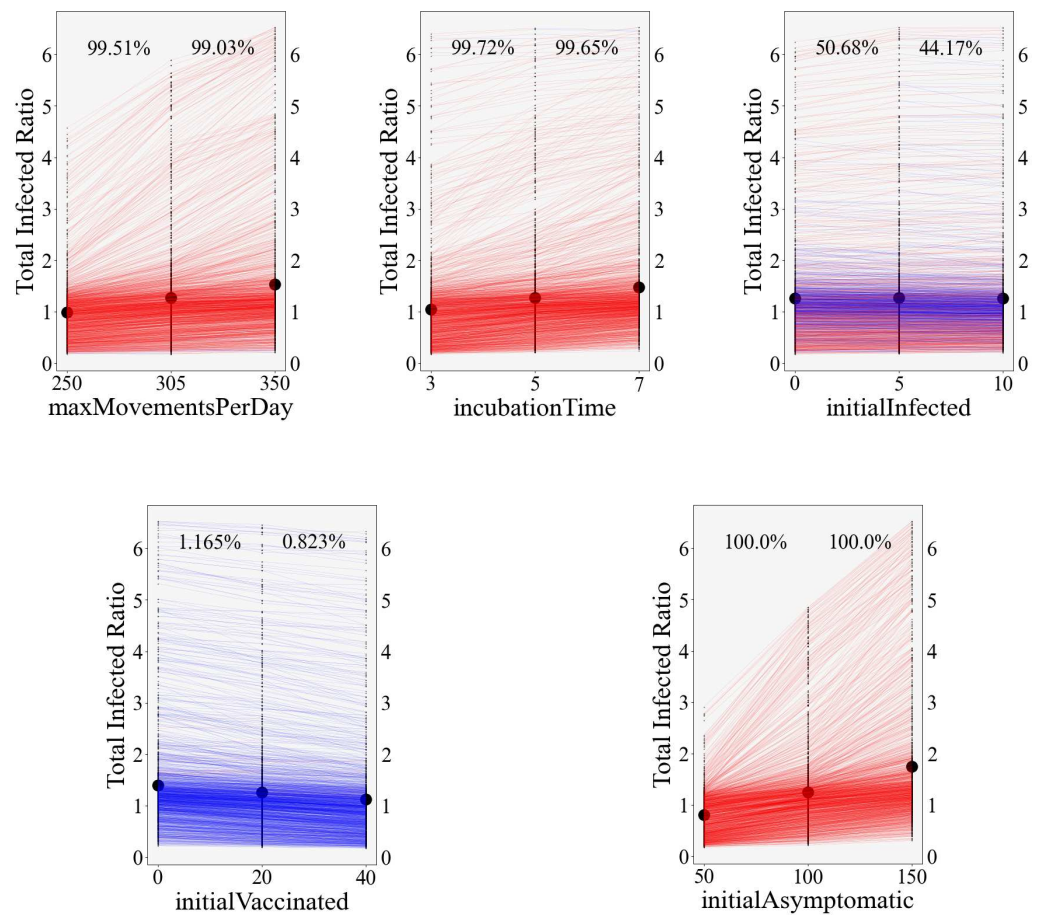 99.51% 99.03%
Total Infected Ratio
6 5 4 3 2 1 0
6 5 4 3 2 1 0
250 305 350
maxMovementsPerDay
99.72% 99.65%
Total Infected Ratio
6 5 4 3 2 1 0
6 5 4 3 2 1 0
3 5 7
incubationTime
50.68% 44.17%
Total Infected Ratio
6 5 4 3 2 1 0
6 5 4 3 2 1 0
0 5 10
initialInfected
1.165% 0.823%
Total Infected Ratio
6 5 4 3 2 1 0
6 5 4 3 2 1 0
0 20 40
initialVaccinated
100.0% 100.0%
Total Infected Ratio
6 5 4 3 2 1 0
6 5 4 3 2 1 0
50 100 150
initialAsymptomatic